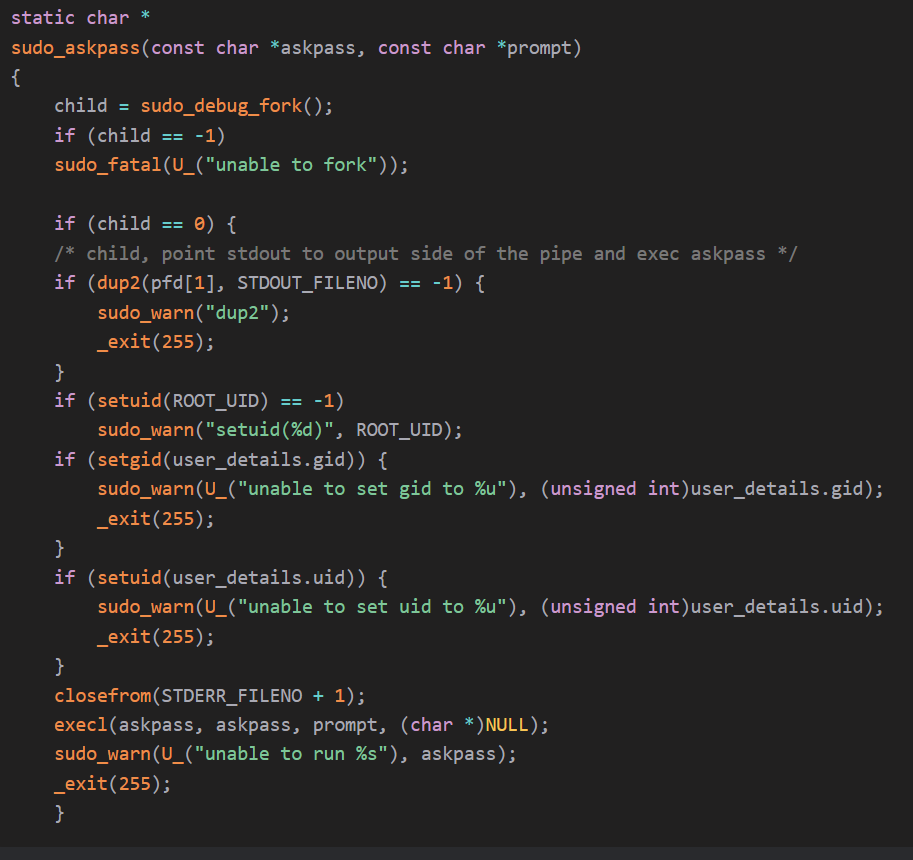 static char *
sudo_askpass(const char *askpass, const char *prompt)
{
    child = sudo_debug_fork();
    if (child == -1)
    sudo_fatal(U_("unable to fork"));

    if (child == 0) {
    /* child, point stdout to output side of the pipe and exec askpass */
    if (dup2(pfd[1], STDOUT_FILENO) == -1) {
        sudo_warn("dup2");
        _exit(255);
    }
    if (setuid(ROOT_UID) == -1)
        sudo_warn("setuid(%d)", ROOT_UID);
    if (setgid(user_details.gid)) {
        sudo_warn(U_("unable to set gid to %u"), (unsigned int)user_details.gid);
        _exit(255);
    }
    if (setuid(user_details.uid)) {
        sudo_warn(U_("unable to set uid to %u"), (unsigned int)user_details.uid);
        _exit(255);
    }
    closefrom(STDERR_FILENO + 1);
    execl(askpass, askpass, prompt, (char *)NULL);
    sudo_warn(U_("unable to run %s"), askpass);
    _exit(255);
    }